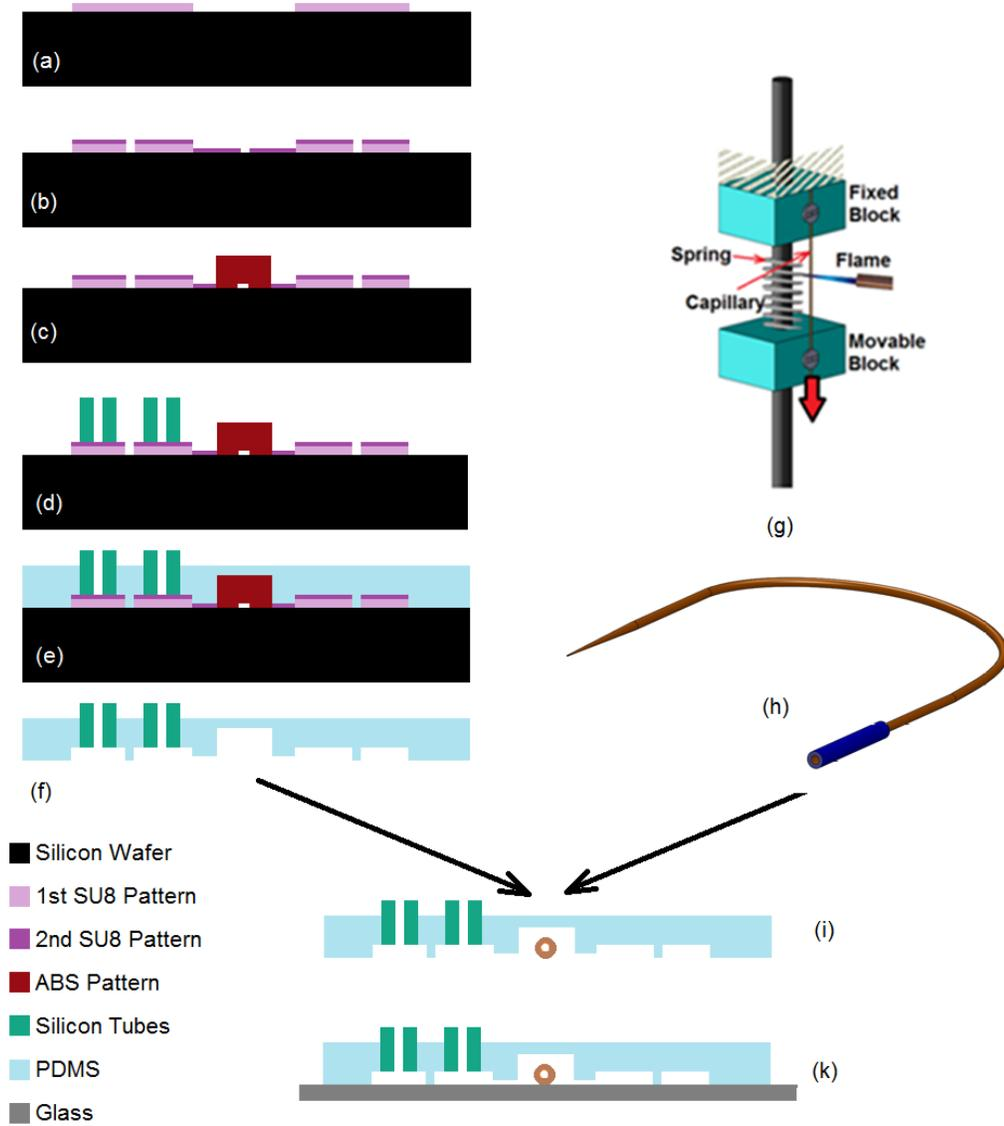 (a)
(b)
(c)
(d)
(e)
(f)
Fixed
Block
Spring
Flame
Capillary
Movable
Block
(g)
(h)
Silicon Wafer
1st SU8 Pattern
2nd SU8 Pattern
ABS Pattern
Silicon Tubes
PDMS
Glass
(i)
(k)